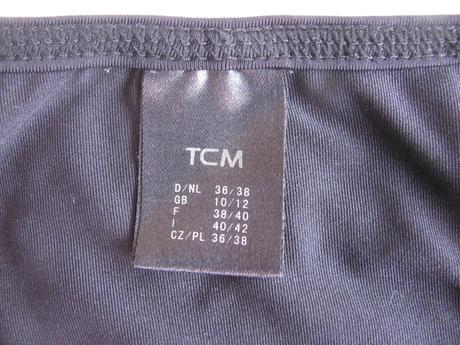 TCM
D/NL 36/38
GB 10/12
F 38/40
I 40/42
CZ/PL 36/38